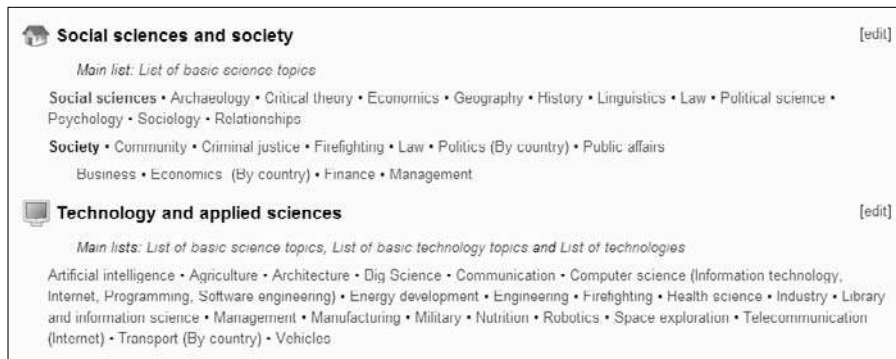 Social sciences and society [edit]
Main list: List of basic science topics
Social sciences • Archaeology • Critical theory • Economics • Geography • History • Linguistics • Law • Political science •
Psychology • Sociology • Relationships
Society • Community • Criminal justice • Firefighting • Law • Politics (By country) • Public affairs
Business • Economics (By country) • Finance • Management
Technology and applied sciences [edit]
Main lists: List of basic science topics, List of basic technology topics and List of technologies
Artificial intelligence • Agriculture • Architecture • Big Science • Communication • Computer science (Information technology,
Internet, Programming, Software engineering) • Energy development • Engineering • Firefighting • Health science • Industry • Library
and information science • Management • Manufacturing • Military • Nutrition • Robotics • Space exploration • Telecommunication
(Internet) • Transport (By country) • Vehicles